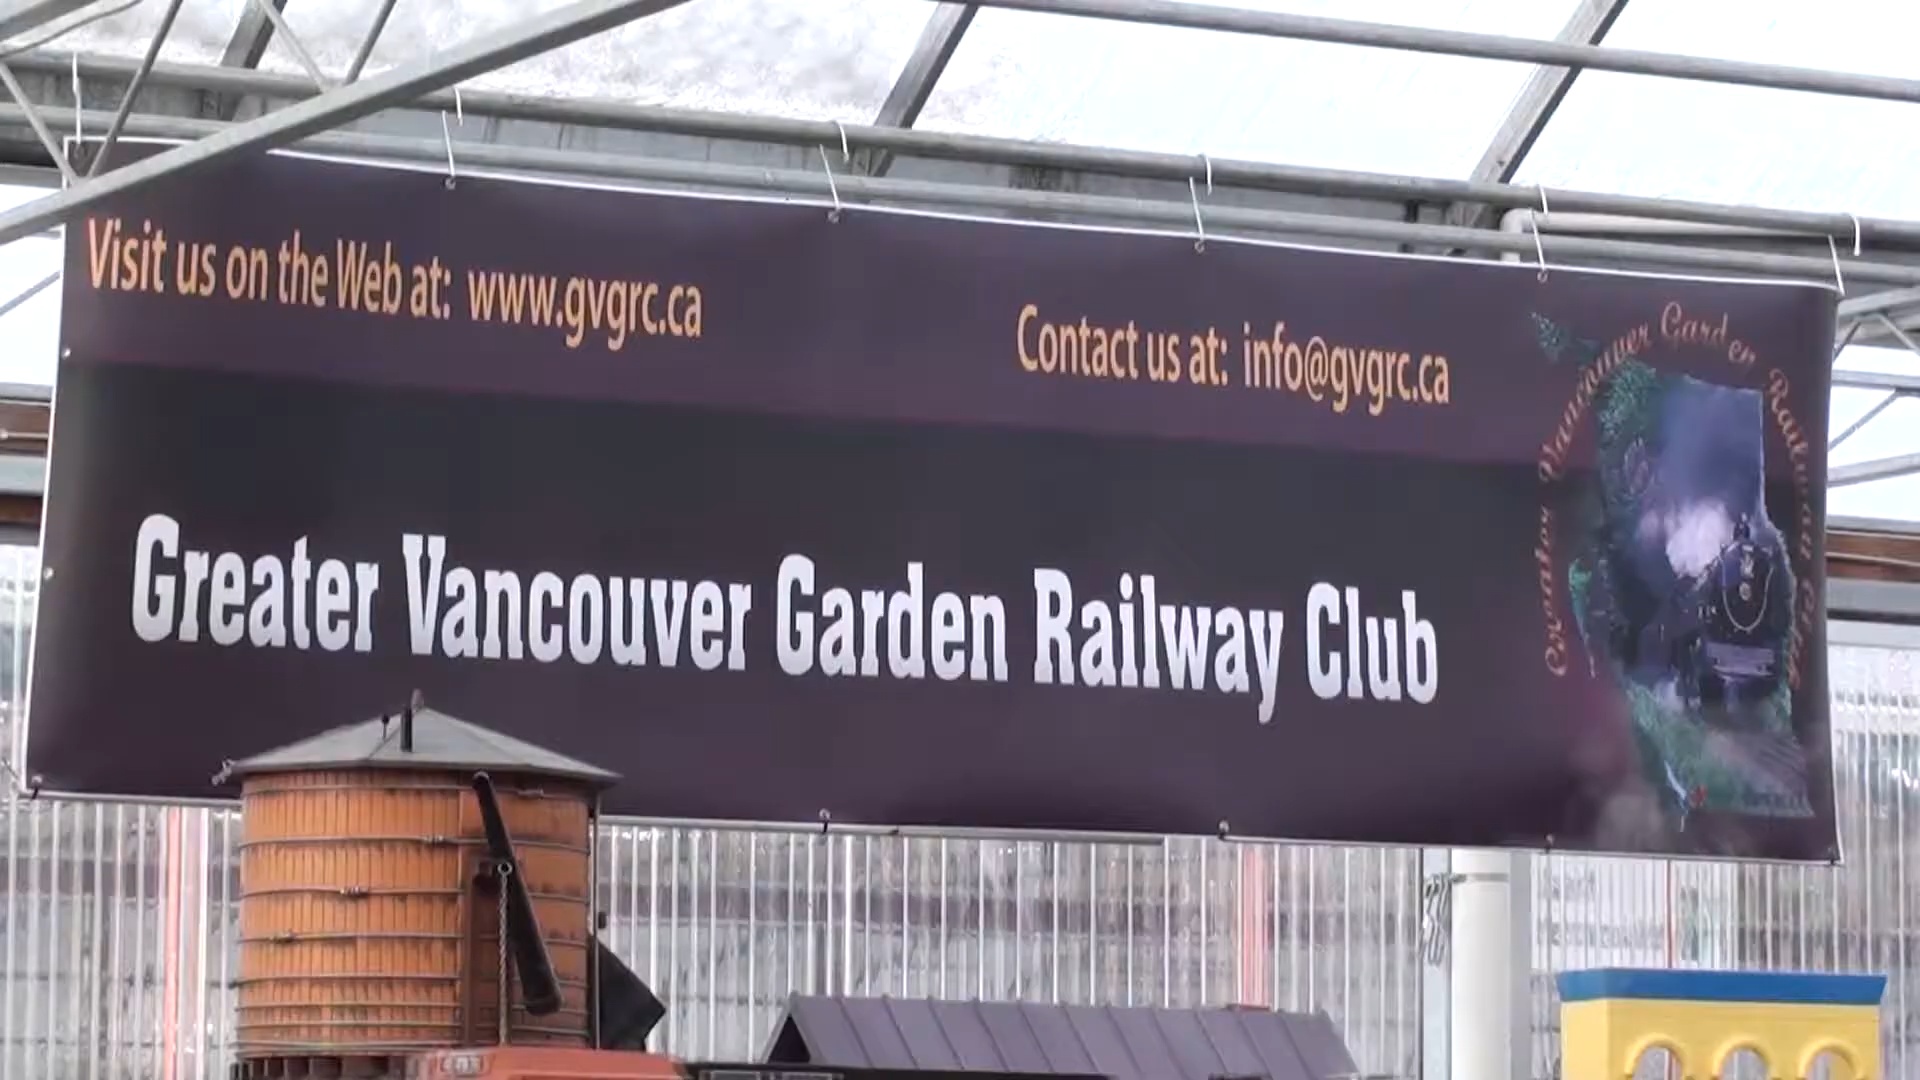 Visit us on the Web at: www.gvgrc.ca
Contact us at: info@gvgrc.ca
Greater Vancouver Garden Railway Club
Greater Vancouver Garden Railway Club